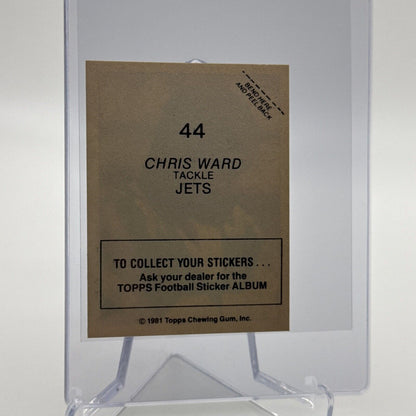 BEND HERE
AND PEEL BACK
44
CHRIS WARD
TACKLE
JETS
TO COLLECT YOUR STICKERS...
Ask your dealer for the
TOPPS Football Sticker ALBUM
© 1981 Topps Chewing Gum, Inc.